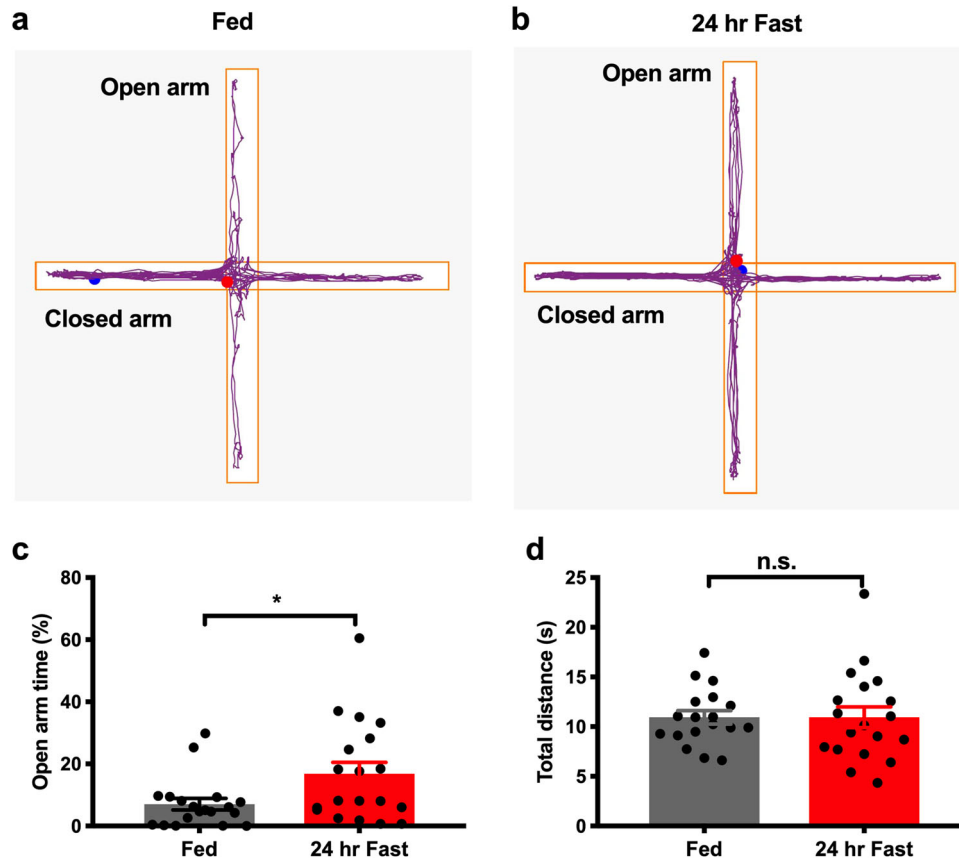 a Fed
Open arm
Closed arm
b 24 hr Fast
Open arm
Closed arm
c
Open arm time (%)
80
60
40
20
0
*
Fed 24 hr Fast
d
Total distance (s)
25
20
15
10
5
0
n.s.
Fed 24 hr Fast